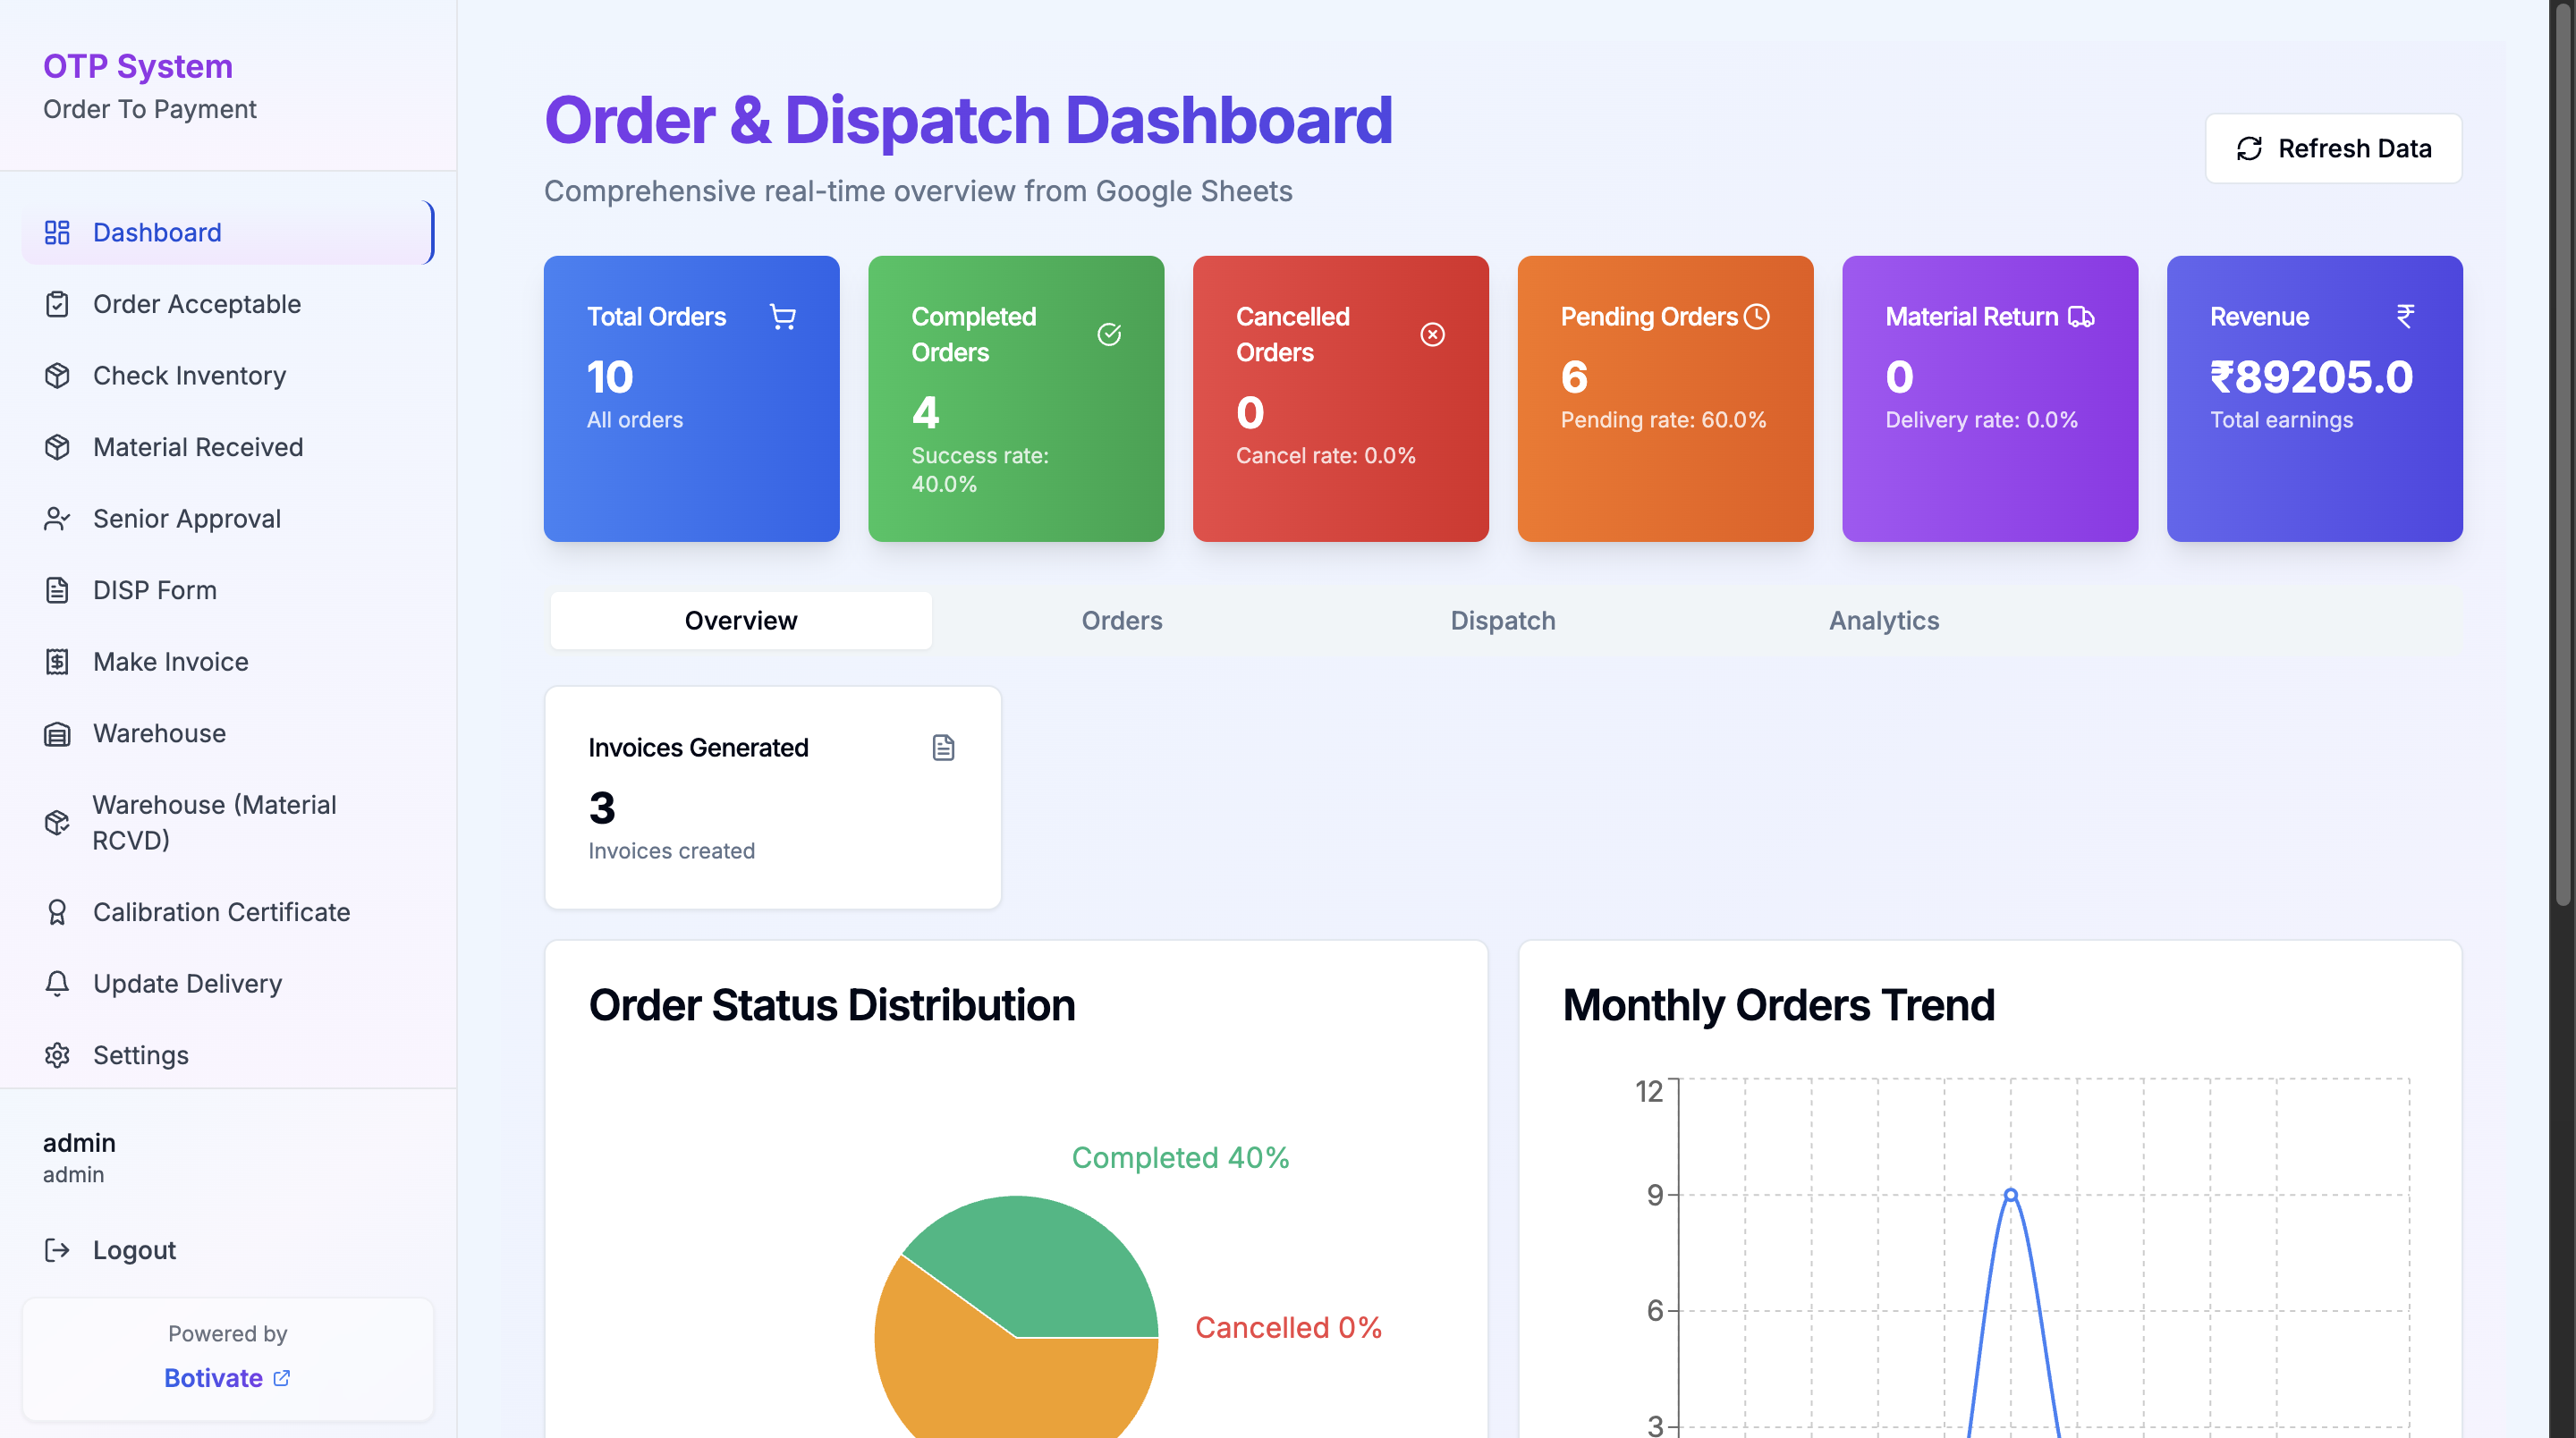 OTP System
Order To Payment
Dashboard
Order Acceptable
Check Inventory
Material Received
Senior Approval
DISP Form
Make Invoice
Warehouse
Warehouse (Material
RCVD)
Calibration Certificate
Update Delivery
Settings
admin
admin
Logout
Powered by
Botivate
Order & Dispatch Dashboard
Comprehensive real-time overview from Google Sheets
Refresh Data
Total Orders
10
All orders
Completed
Orders
4
Success rate:
40.0%
Cancelled
Orders
0
Cancel rate: 0.0%
Pending Orders
6
Pending rate: 60.0%
Material Return
0
Delivery rate: 0.0%
Revenue
₹
₹89205.0
Total earnings
Overview
Orders
Dispatch
Analytics
Invoices Generated
3
Invoices created
Order Status Distribution
Completed 40%
Cancelled 0%
Monthly Orders Trend
12
9
6
3